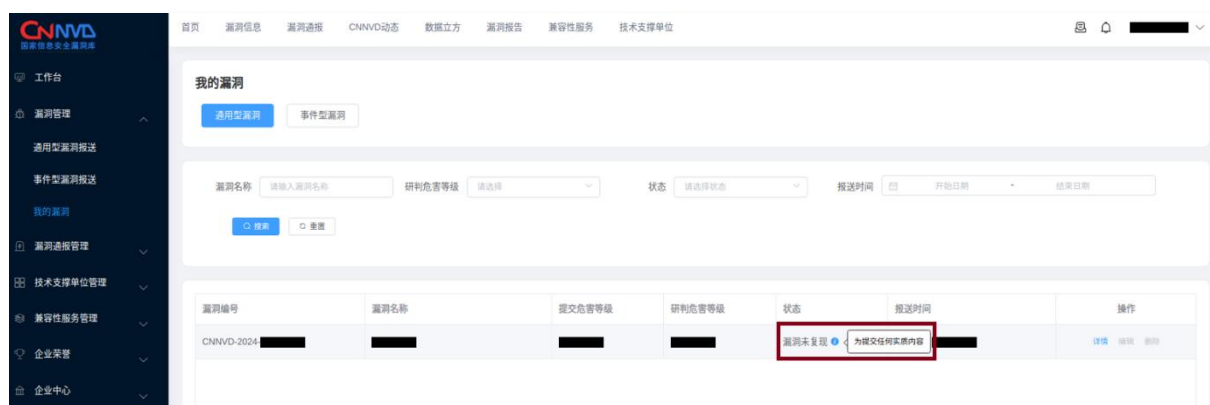 CNNVD
国家信息安全漏洞库
首页 漏洞信息 漏洞通报 CNNVD动态 数据立方 漏洞报告 兼容性服务 技术支撑单位
工作台
漏洞管理
通用型漏洞报送
事件型漏洞报送
我的漏洞
漏洞通报管理
技术支撑单位管理
兼容性服务管理
企业荣誉
企业中心
我的漏洞
通用型漏洞 事件型漏洞
漏洞名称 请输入漏洞名称 研判危害等级 请选择 状态 请选择状态 报送时间 开始日期 - 结束日期
搜索 重置
漏洞编号 漏洞名称 提交危害等级 研判危害等级 状态 报送时间 操作
CNNVD-2024- 漏洞未复现 为提交任何实质内容 详情 编辑 删除